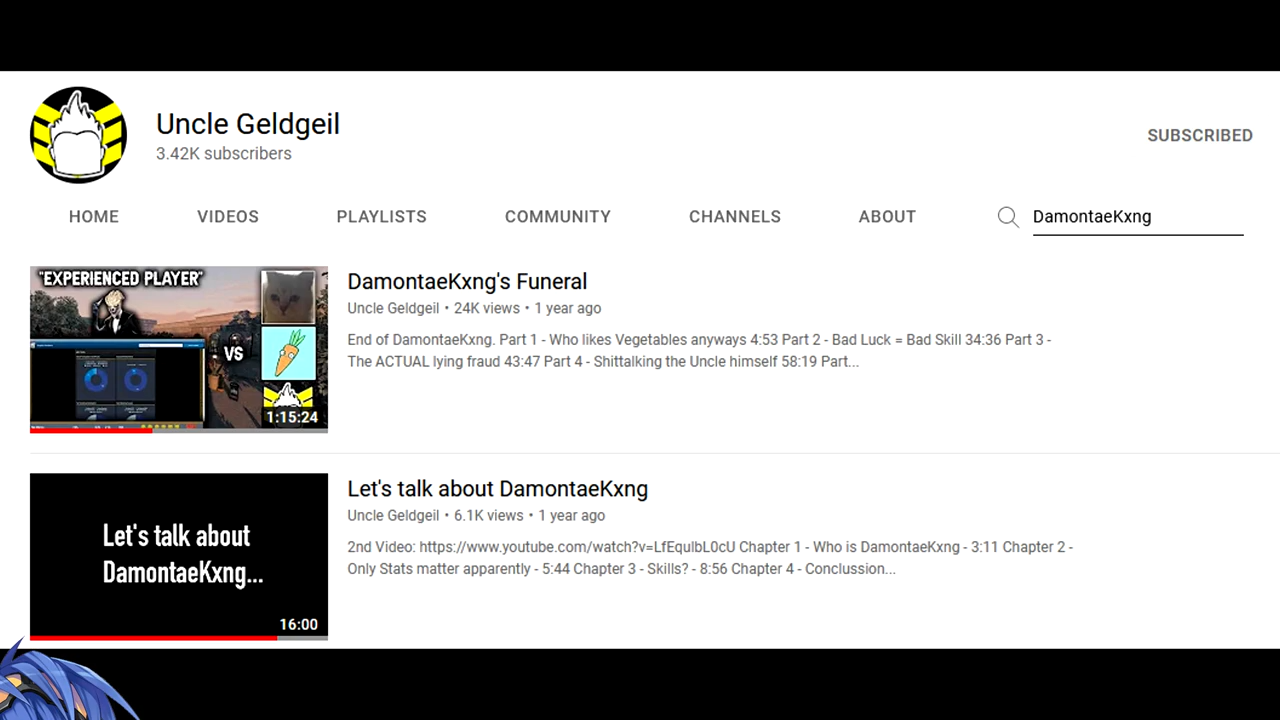 Uncle Geldgeil
3.42K subscribers
SUBSCRIBED
HOME VIDEOS PLAYLISTS COMMUNITY CHANNELS ABOUT DamontaeKxng
"EXPERIENCED PLAYER"
VS
1:15:24
DamontaeKxng's Funeral
Uncle Geldgeil • 24K views • 1 year ago
End of DamontaeKxng. Part 1 - Who likes Vegetables anyways 4:53 Part 2 - Bad Luck = Bad Skill 34:36 Part 3 -
The ACTUAL lying fraud 43:47 Part 4 - Shittalking the Uncle himself 58:19 Part...
Let's talk about
DamontaeKxng...
16:00
Let's talk about DamontaeKxng
Uncle Geldgeil • 6.1K views • 1 year ago
2nd Video: https://www.youtube.com/watch?v=LfEquIbL0cU Chapter 1 - Who is DamontaeKxng - 3:11 Chapter 2 -
Only Stats matter apparently - 5:44 Chapter 3 - Skills? - 8:56 Chapter 4 - Conclussion...